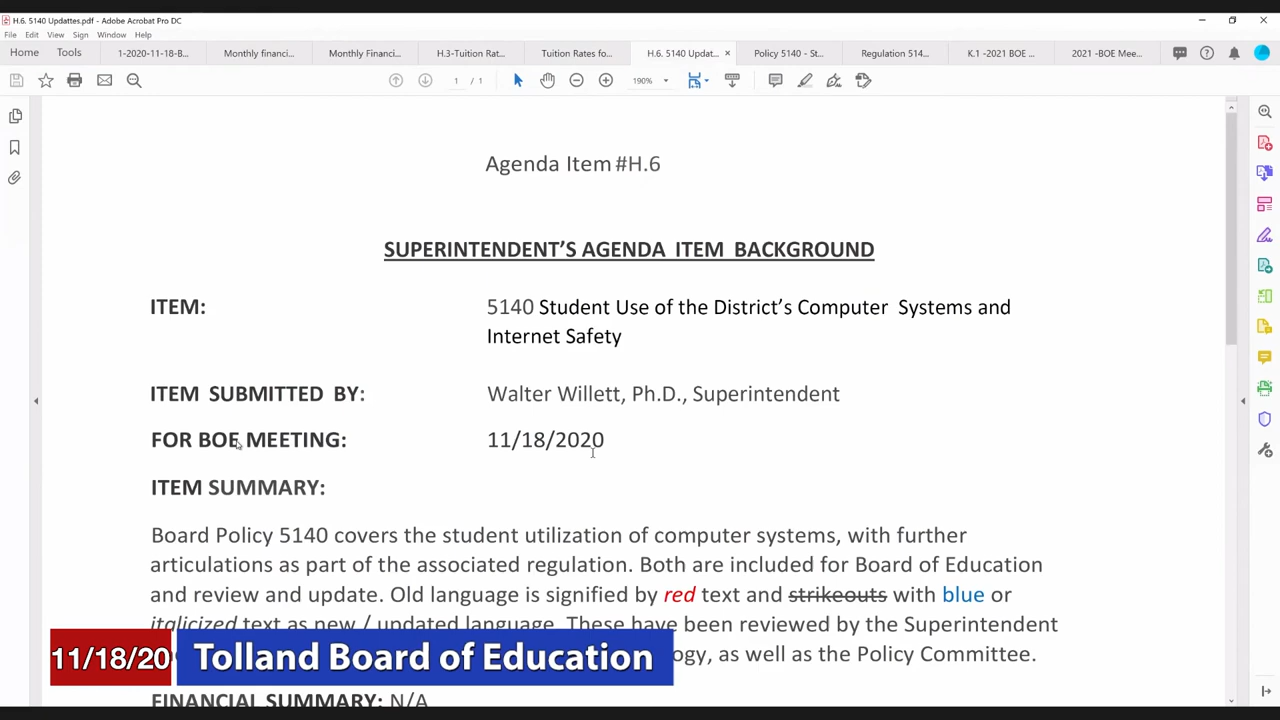 H.6. 5140 Updattes.pdf - Adobe Acrobat Pro DC
File Edit View Sign Window Help
Home Tools 1-2020-11-18-B... Monthly financi... Monthly Financi... H.3-Tuition Rat... Tuition Rates fo... H.6. 5140 Updat... × Policy 5140 - St... Regulation 514... K.1 -2021 BOE ... 2021 -BOE Mee...
1 / 1 190%
Agenda Item #H.6
SUPERINTENDENT'S AGENDA ITEM BACKGROUND
ITEM: 5140 Student Use of the District's Computer Systems and
Internet Safety
ITEM SUBMITTED BY: Walter Willett, Ph.D., Superintendent
FOR BOE MEETING: 11/18/2020
ITEM SUMMARY:
Board Policy 5140 covers the student utilization of computer systems, with further
articulations as part of the associated regulation. Both are included for Board of Education
and review and update. Old language is signified by red text and strikeouts with blue or
italicized text as new / updated language. These have been reviewed by the Superintendent
ogy, as well as the Policy Committee.
11/18/20 Tolland Board of Education
FINANCIAL SUMMARY: N/A